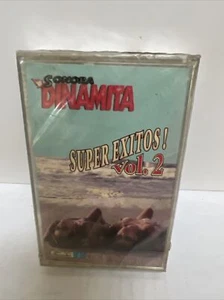 SONORA
DINAMITA
SUPER EXITOS!
vol. 2